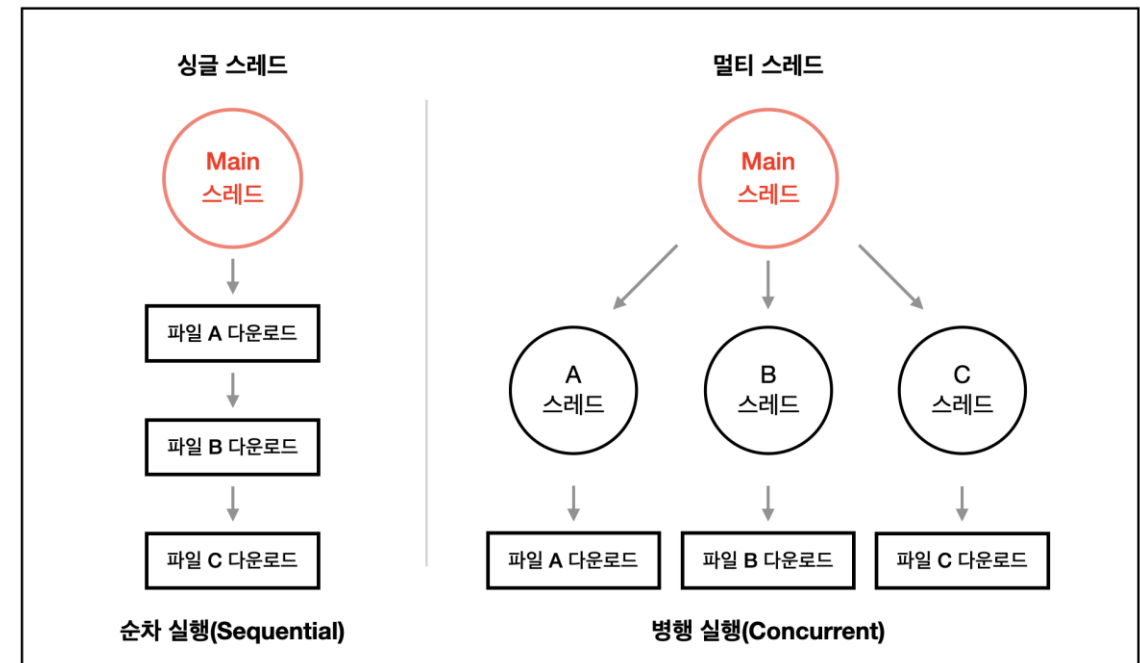 싱글 스레드
Main
스레드
파일 A 다운로드
파일 B 다운로드
파일 C 다운로드
순차 실행(Sequential)
멀티 스레드
Main
스레드
A
스레드
B
스레드
C
스레드
파일 A 다운로드
파일 B 다운로드
파일 C 다운로드
병행 실행(Concurrent)